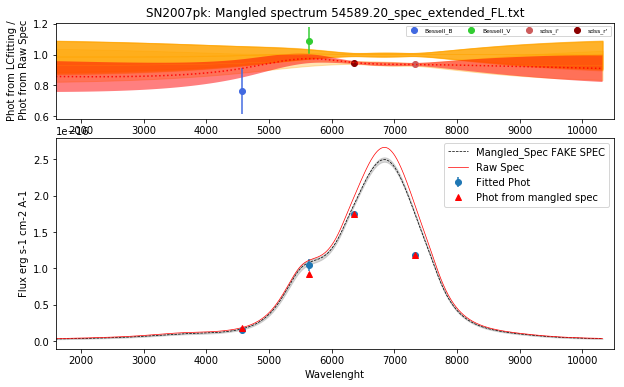 SN2007pk: Mangled spectrum 54589.20_spec_extended_FL.txt
Phot from LCfitting /
Phot from Raw Spec
1.2
1.0
0.8
0.6
Bessell_B
Bessell_V
sdss_i'
sdss_r'
2000 3000 4000 5000 6000 7000 8000 9000 10000
Flux erg s-1 cm-2 A-1
2.5
2.0
1.5
1.0
0.5
0.0
Mangled_Spec FAKE SPEC
Raw Spec
Fitted Phot
Phot from mangled spec
2000 3000 4000 5000 6000 7000 8000 9000 10000
Wavelenght